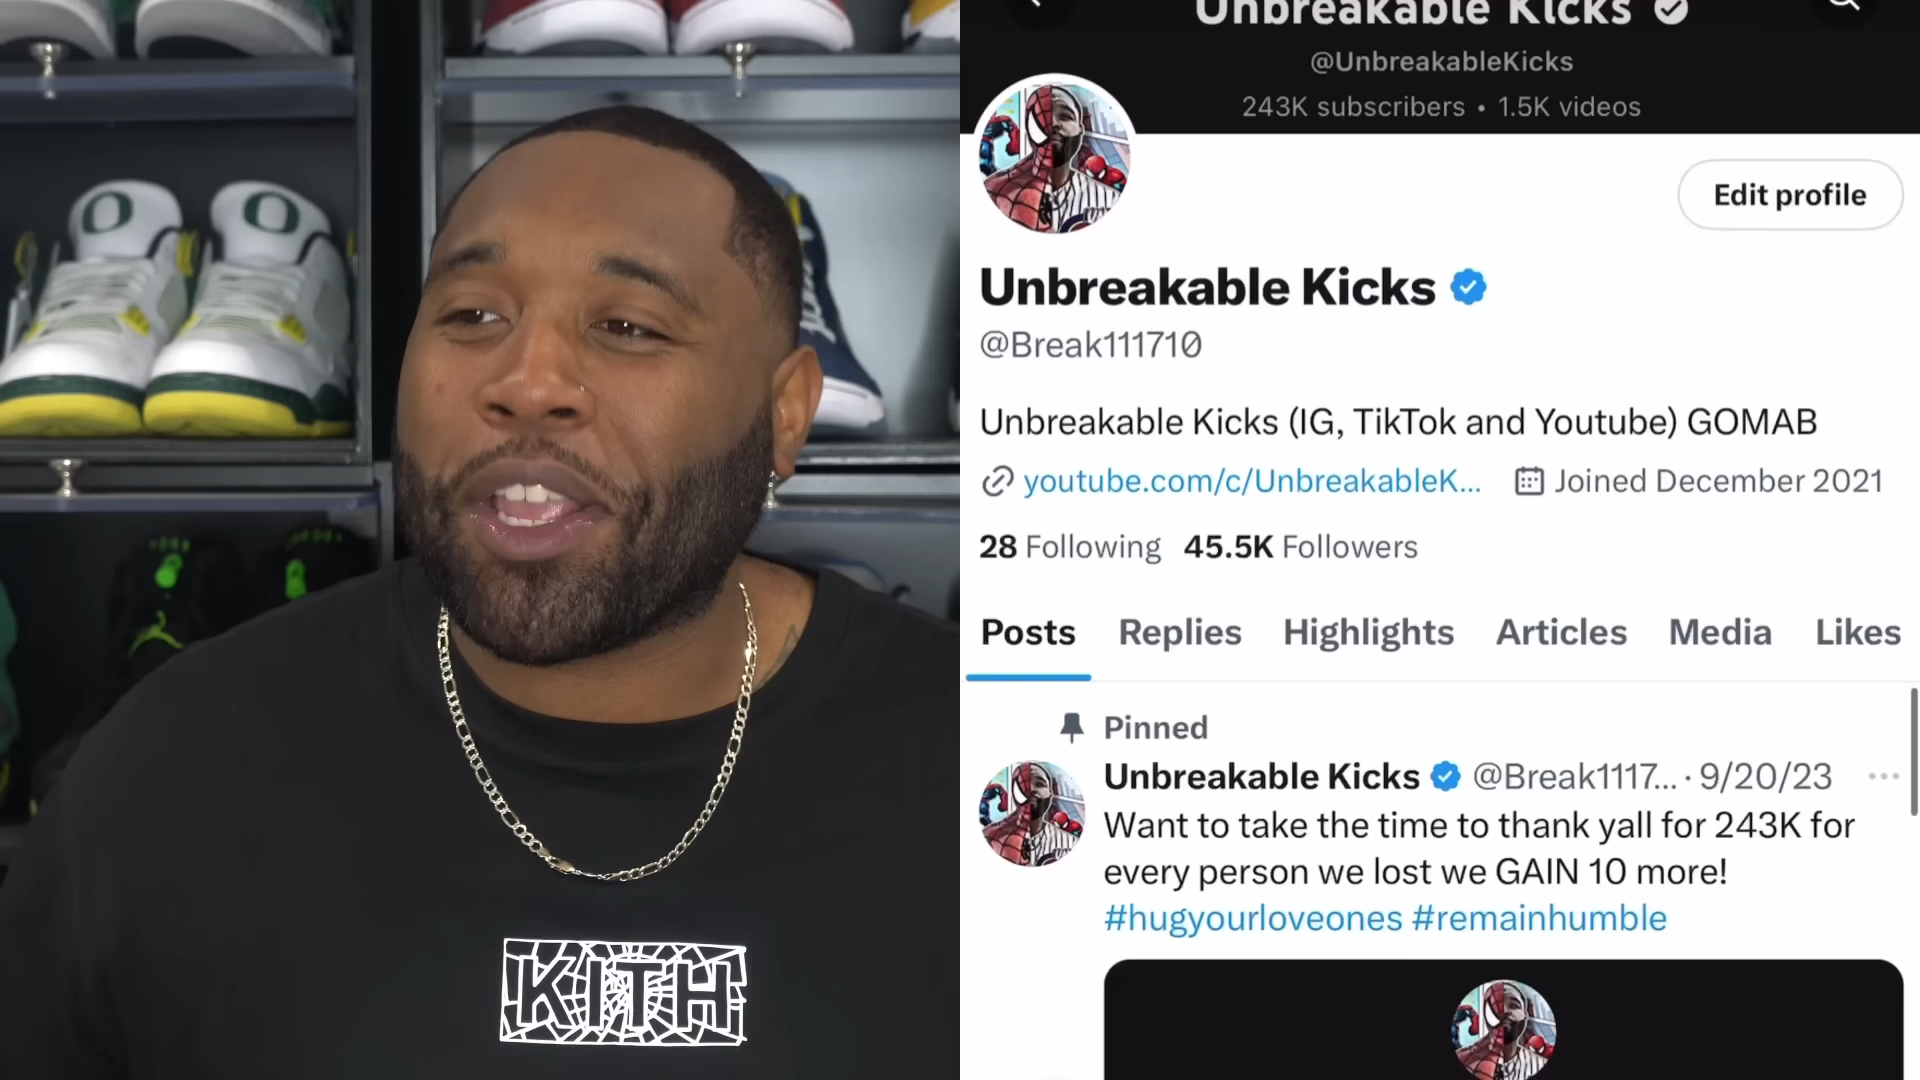 O O
KITH
Unbreakable Kicks
@UnbreakableKicks
243K subscribers • 1.5K videos
Edit profile
Unbreakable Kicks
@Break111710
Unbreakable Kicks (IG, TikTok and Youtube) GOMAB
youtube.com/c/UnbreakableK... Joined December 2021
28 Following 45.5K Followers
Posts Replies Highlights Articles Media Likes
Pinned
Unbreakable Kicks @Break1117... · 9/20/23 ...
Want to take the time to thank yall for 243K for
every person we lost we GAIN 10 more!
#hugyourloveones #remainhumble